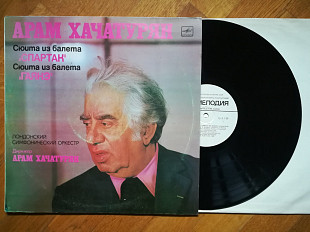 АРАМ ХАЧАТУРЯН
Сюита из балета
СПАРТАК
Сюита из балета
ГАЯНЭ
ЛОНДОНСКИЙ
СИМФОНИЧЕСКИЙ ОРКЕСТР
Дирижер
АРАМ ХАЧАТУРЯН
МЕЛОДИЯ